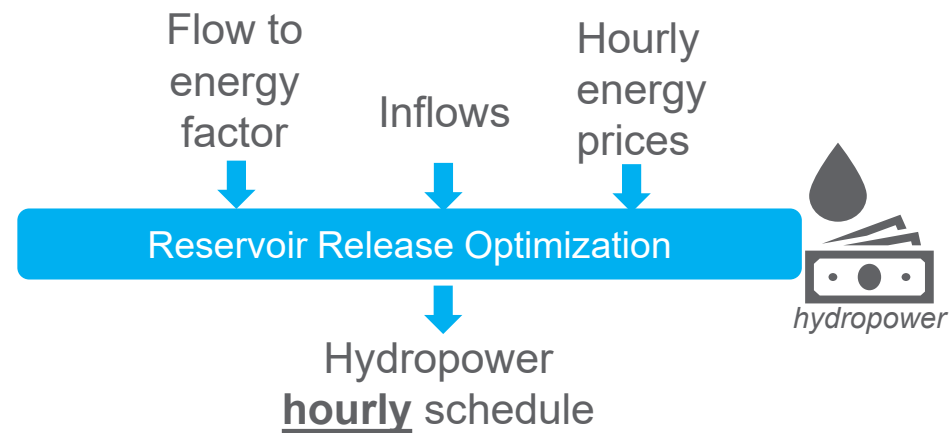 Flow to
energy
factor
Inflows
Hourly
energy
prices
Reservoir Release Optimization
hydropower
Hydropower
hourly schedule